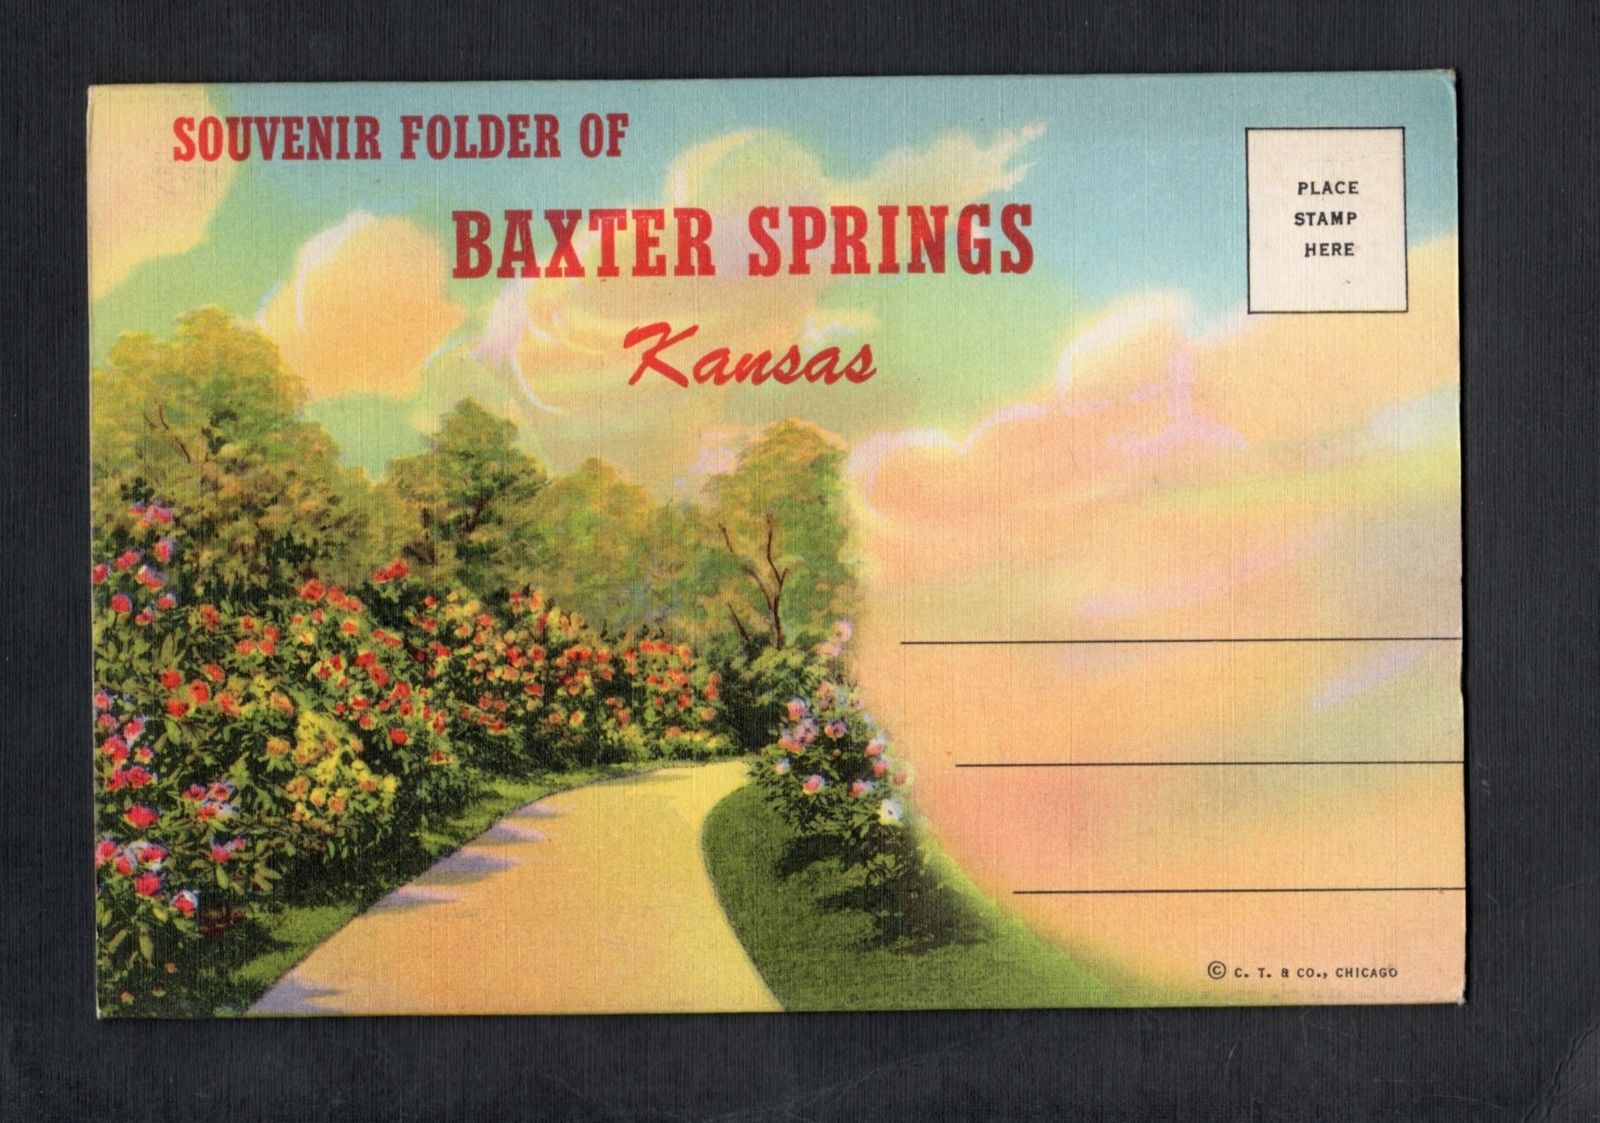 SOUVENIR FOLDER OF
BAXTER SPRINGS
Kansas
PLACE
STAMP
HERE
© C. T. & CO., CHICAGO